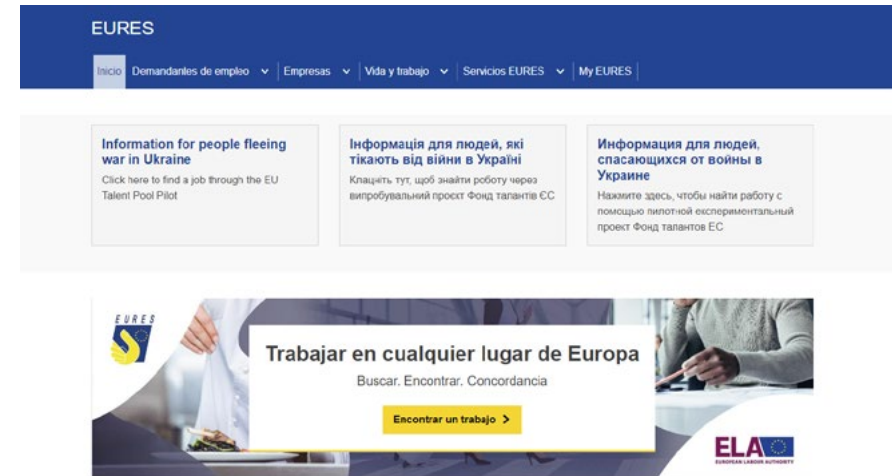 EURES
Inicio Demandantes de empleo Empresas Vida y trabajo Servicios EURES My EURES
Information for people fleeing
war in Ukraine
Click here to find a job through the EU
Talent Pool Pilot
Інформація для людей, які
тікають від війни в Україні
Клацніть тут, щоб знайти роботу через
випробувальний проєкт Фонд талантів ЄС
Информация для людей,
спасающихся от войны в
Украине
Нажмите здесь, чтобы найти работу с
помощью пилотной експериментальный
проект Фонд талантов ЕС
EURES
Trabajar en cualquier lugar de Europa
Buscar. Encontrar. Concordancia
Encontrar un trabajo >
ELA
EUROPEAN LABOUR AUTHORITY